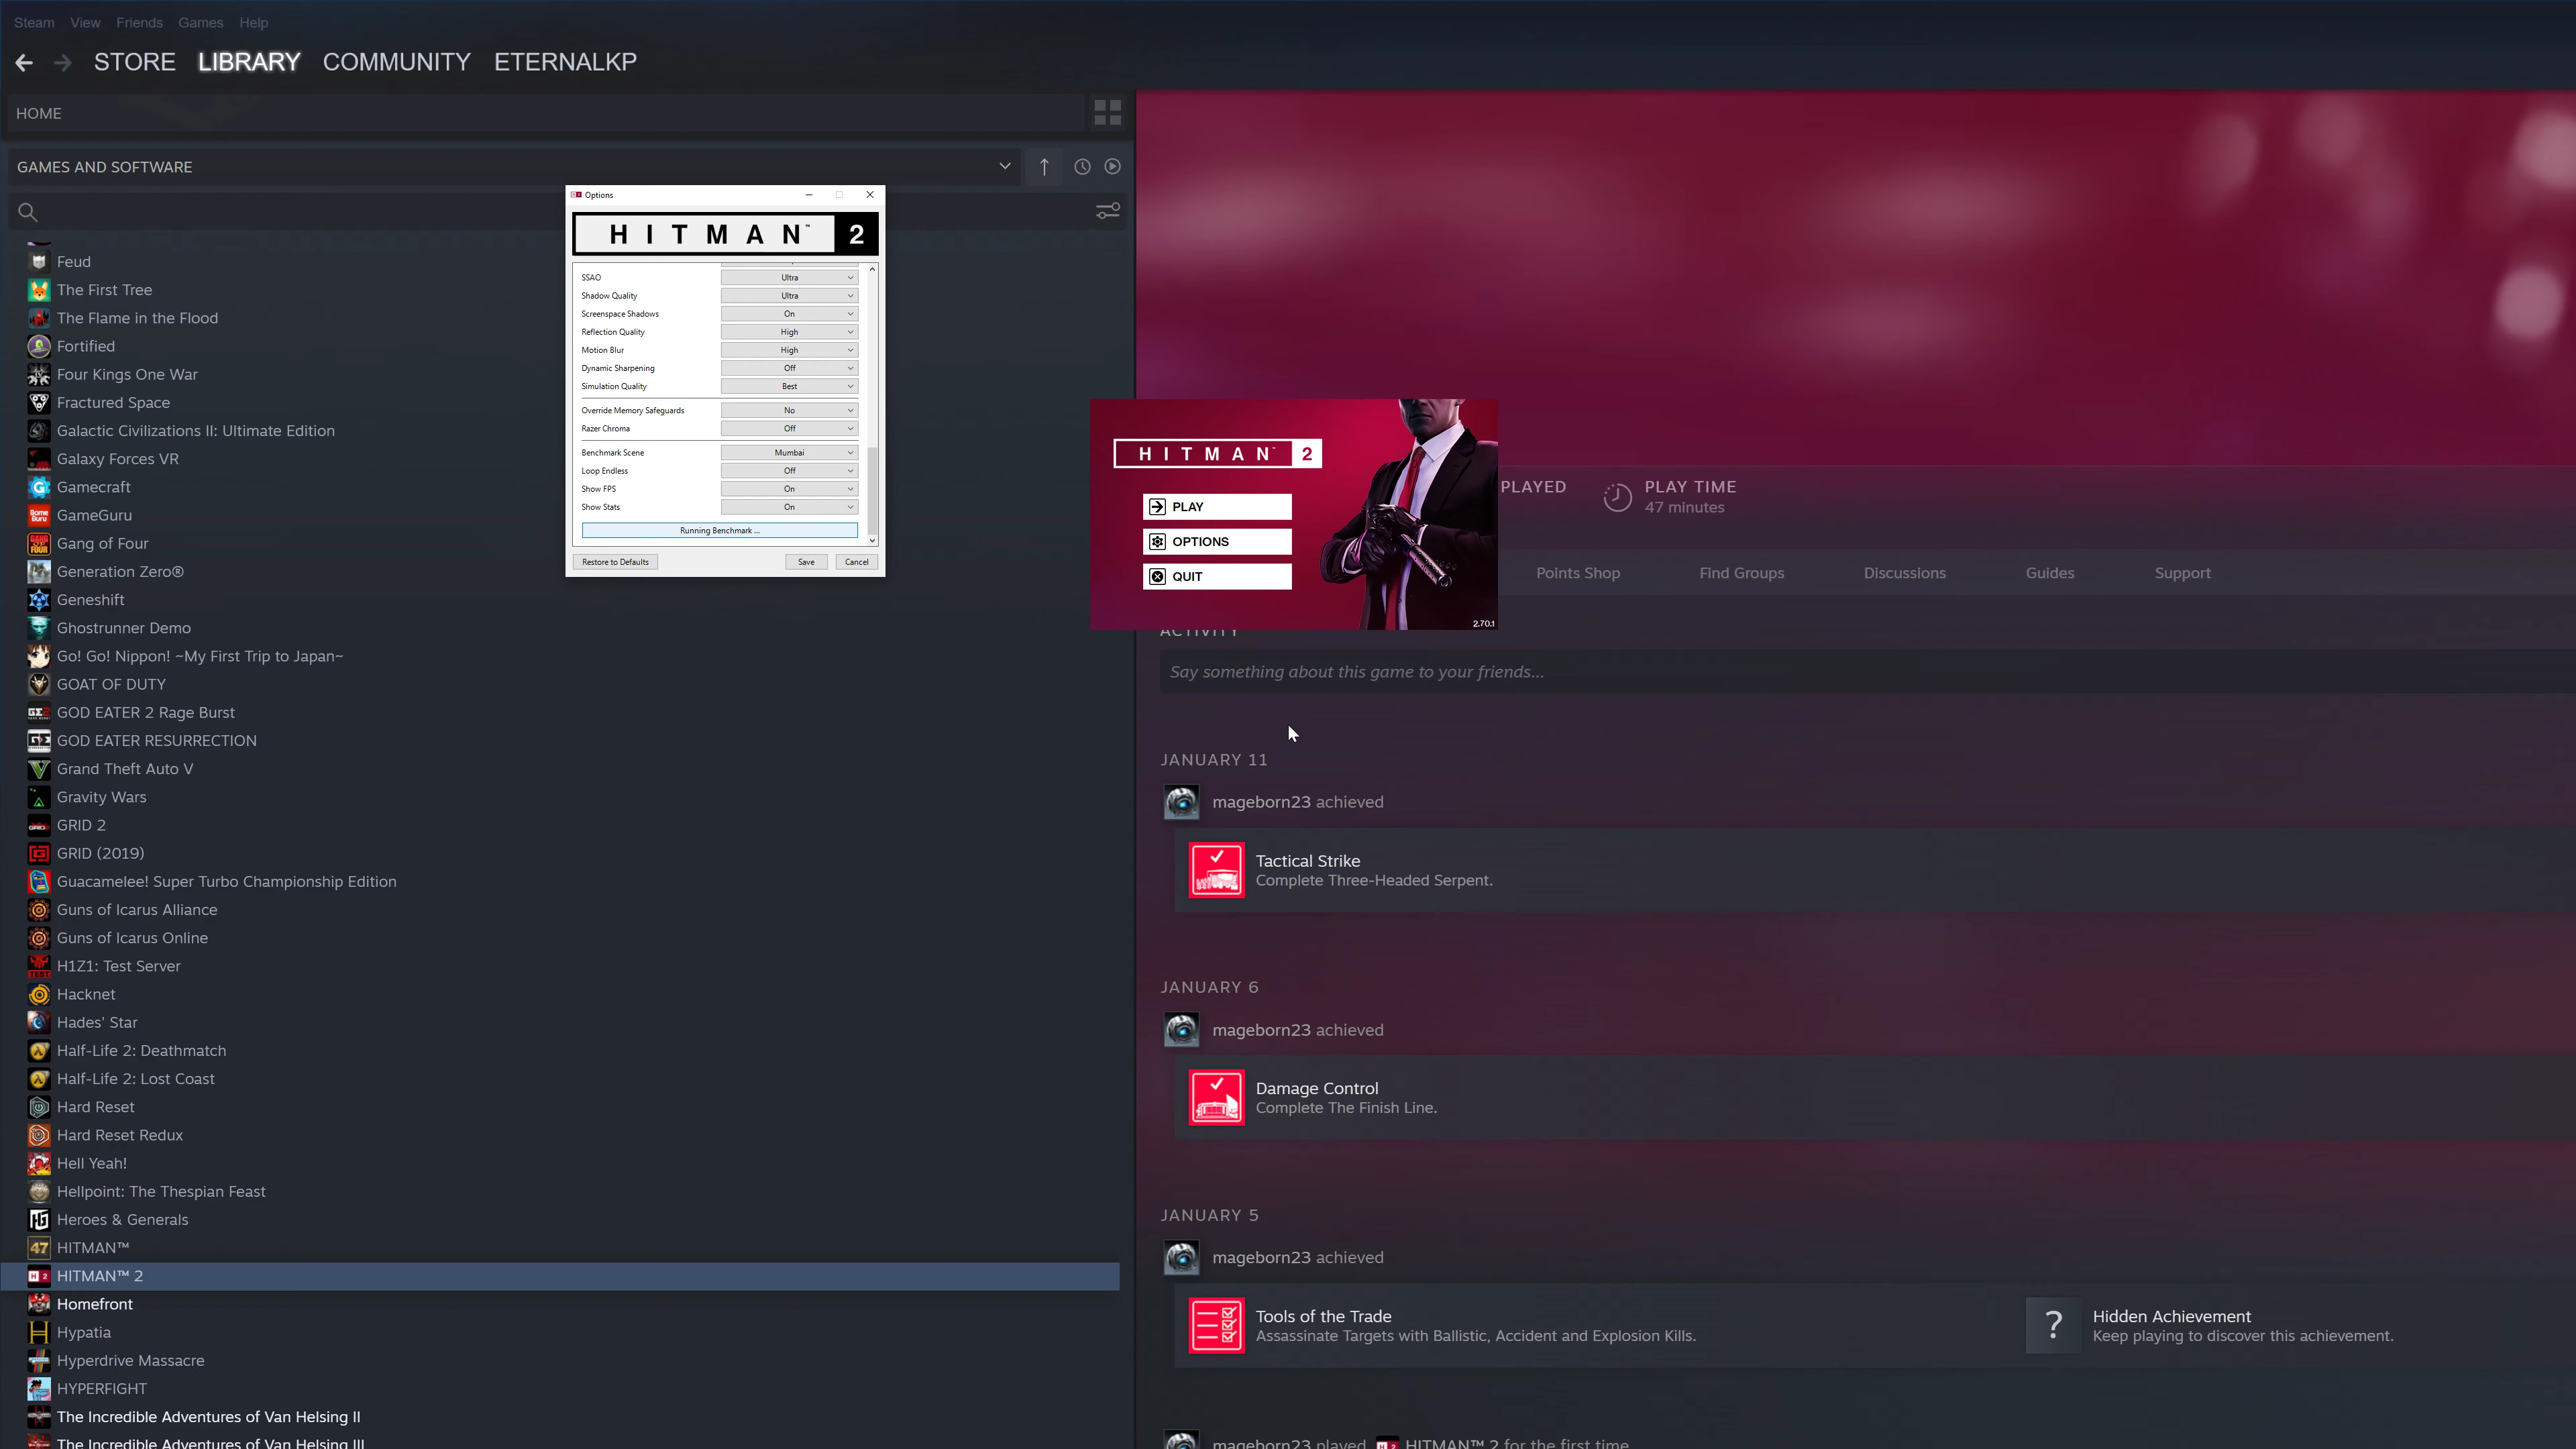 Steam View Friends Games Help
STORE LIBRARY COMMUNITY ETERNALKP
HOME
GAMES AND SOFTWARE
Feud
The First Tree
The Flame in the Flood
Fortified
Four Kings One War
Fractured Space
Galactic Civilizations II: Ultimate Edition
Galaxy Forces VR
Gamecraft
GameGuru
Gang of Four
Generation Zero®
Geneshift
Ghostrunner Demo
Go! Go! Nippon! ~My First Trip to Japan~
GOAT OF DUTY
GOD EATER 2 Rage Burst
GOD EATER RESURRECTION
Grand Theft Auto V
Gravity Wars
GRID 2
GRID (2019)
Guacamelee! Super Turbo Championship Edition
Guns of Icarus Alliance
Guns of Icarus Online
H1Z1: Test Server
Hacknet
Hades' Star
Half-Life 2: Deathmatch
Half-Life 2: Lost Coast
Hard Reset
Hard Reset Redux
Hell Yeah!
Hellpoint: The Thespian Feast
Heroes & Generals
HITMAN™
HITMAN™ 2
Homefront
Hypatia
Hyperdrive Massacre
HYPERFIGHT
The Incredible Adventures of Van Helsing II
The Incredible Adventures of Van Helsing III
Options
HITMAN™ 2
SSAO Ultra
Shadow Quality Ultra
Screenspace Shadows On
Reflection Quality High
Motion Blur High
Dynamic Sharpening Off
Simulation Quality Best
Override Memory Safeguards No
Razer Chroma Off
Benchmark Scene Mumbai
Loop Endless Off
Show FPS On
Show Stats On
Running Benchmark ...
Restore to Defaults Save Cancel
HITMAN™ 2
PLAY
OPTIONS
QUIT
2.70.1
PLAYED PLAY TIME
47 minutes
Points Shop Find Groups Discussions Guides Support
ACTIVITY
Say something about this game to your friends...
JANUARY 11
mageborn23 achieved
Tactical Strike
Complete Three-Headed Serpent.
JANUARY 6
mageborn23 achieved
Damage Control
Complete The Finish Line.
JANUARY 5
mageborn23 achieved
Tools of the Trade
Assassinate Targets with Ballistic, Accident and Explosion Kills.
?
Hidden Achievement
Keep playing to discover this achievement.
mageborn23 played HITMAN™ 2 for the first time